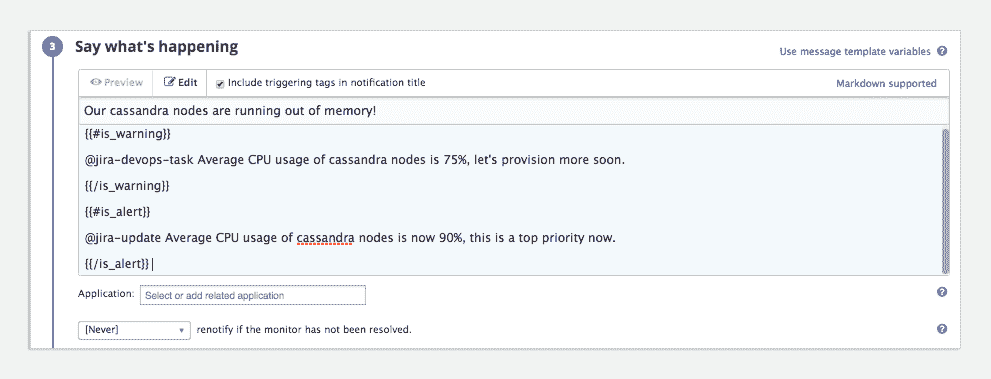 3 Say what's happening
Use message template variables ?
Preview Edit Include triggering tags in notification title Markdown supported
Our cassandra nodes are running out of memory!
{{#is_warning}}
@jira-devops-task Average CPU usage of cassandra nodes is 75%, let's provision more soon.
{{/is_warning}}
{{#is_alert}}
@jira-update Average CPU usage of cassandra nodes is now 90%, this is a top priority now.
{{/is_alert}}
Application: Select or add related application ?
[Never] renotify if the monitor has not been resolved. ?